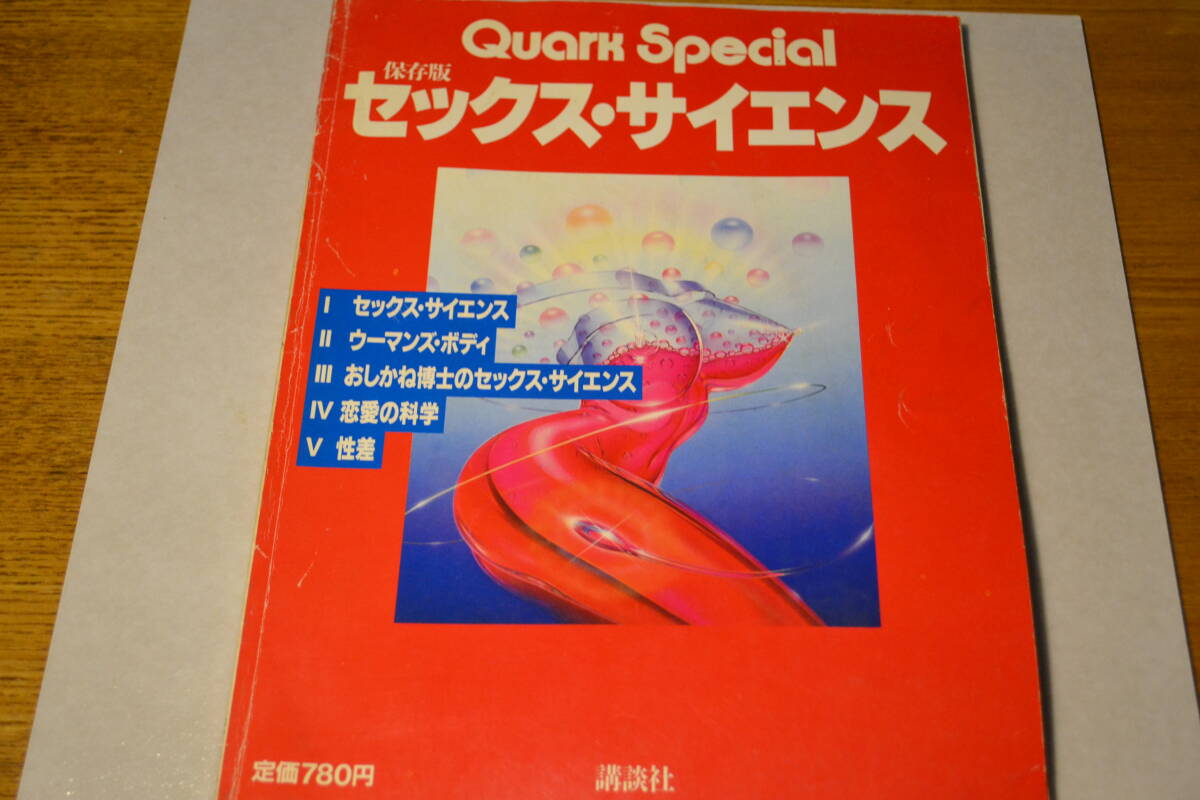 Quark Special
保存版
セックス・サイエンス
I セックス・サイエンス
II ウーマンズ・ボディ
III おしかね博士のセックス・サイエンス
IV 恋愛の科学
V 性差
定価780円
講談社